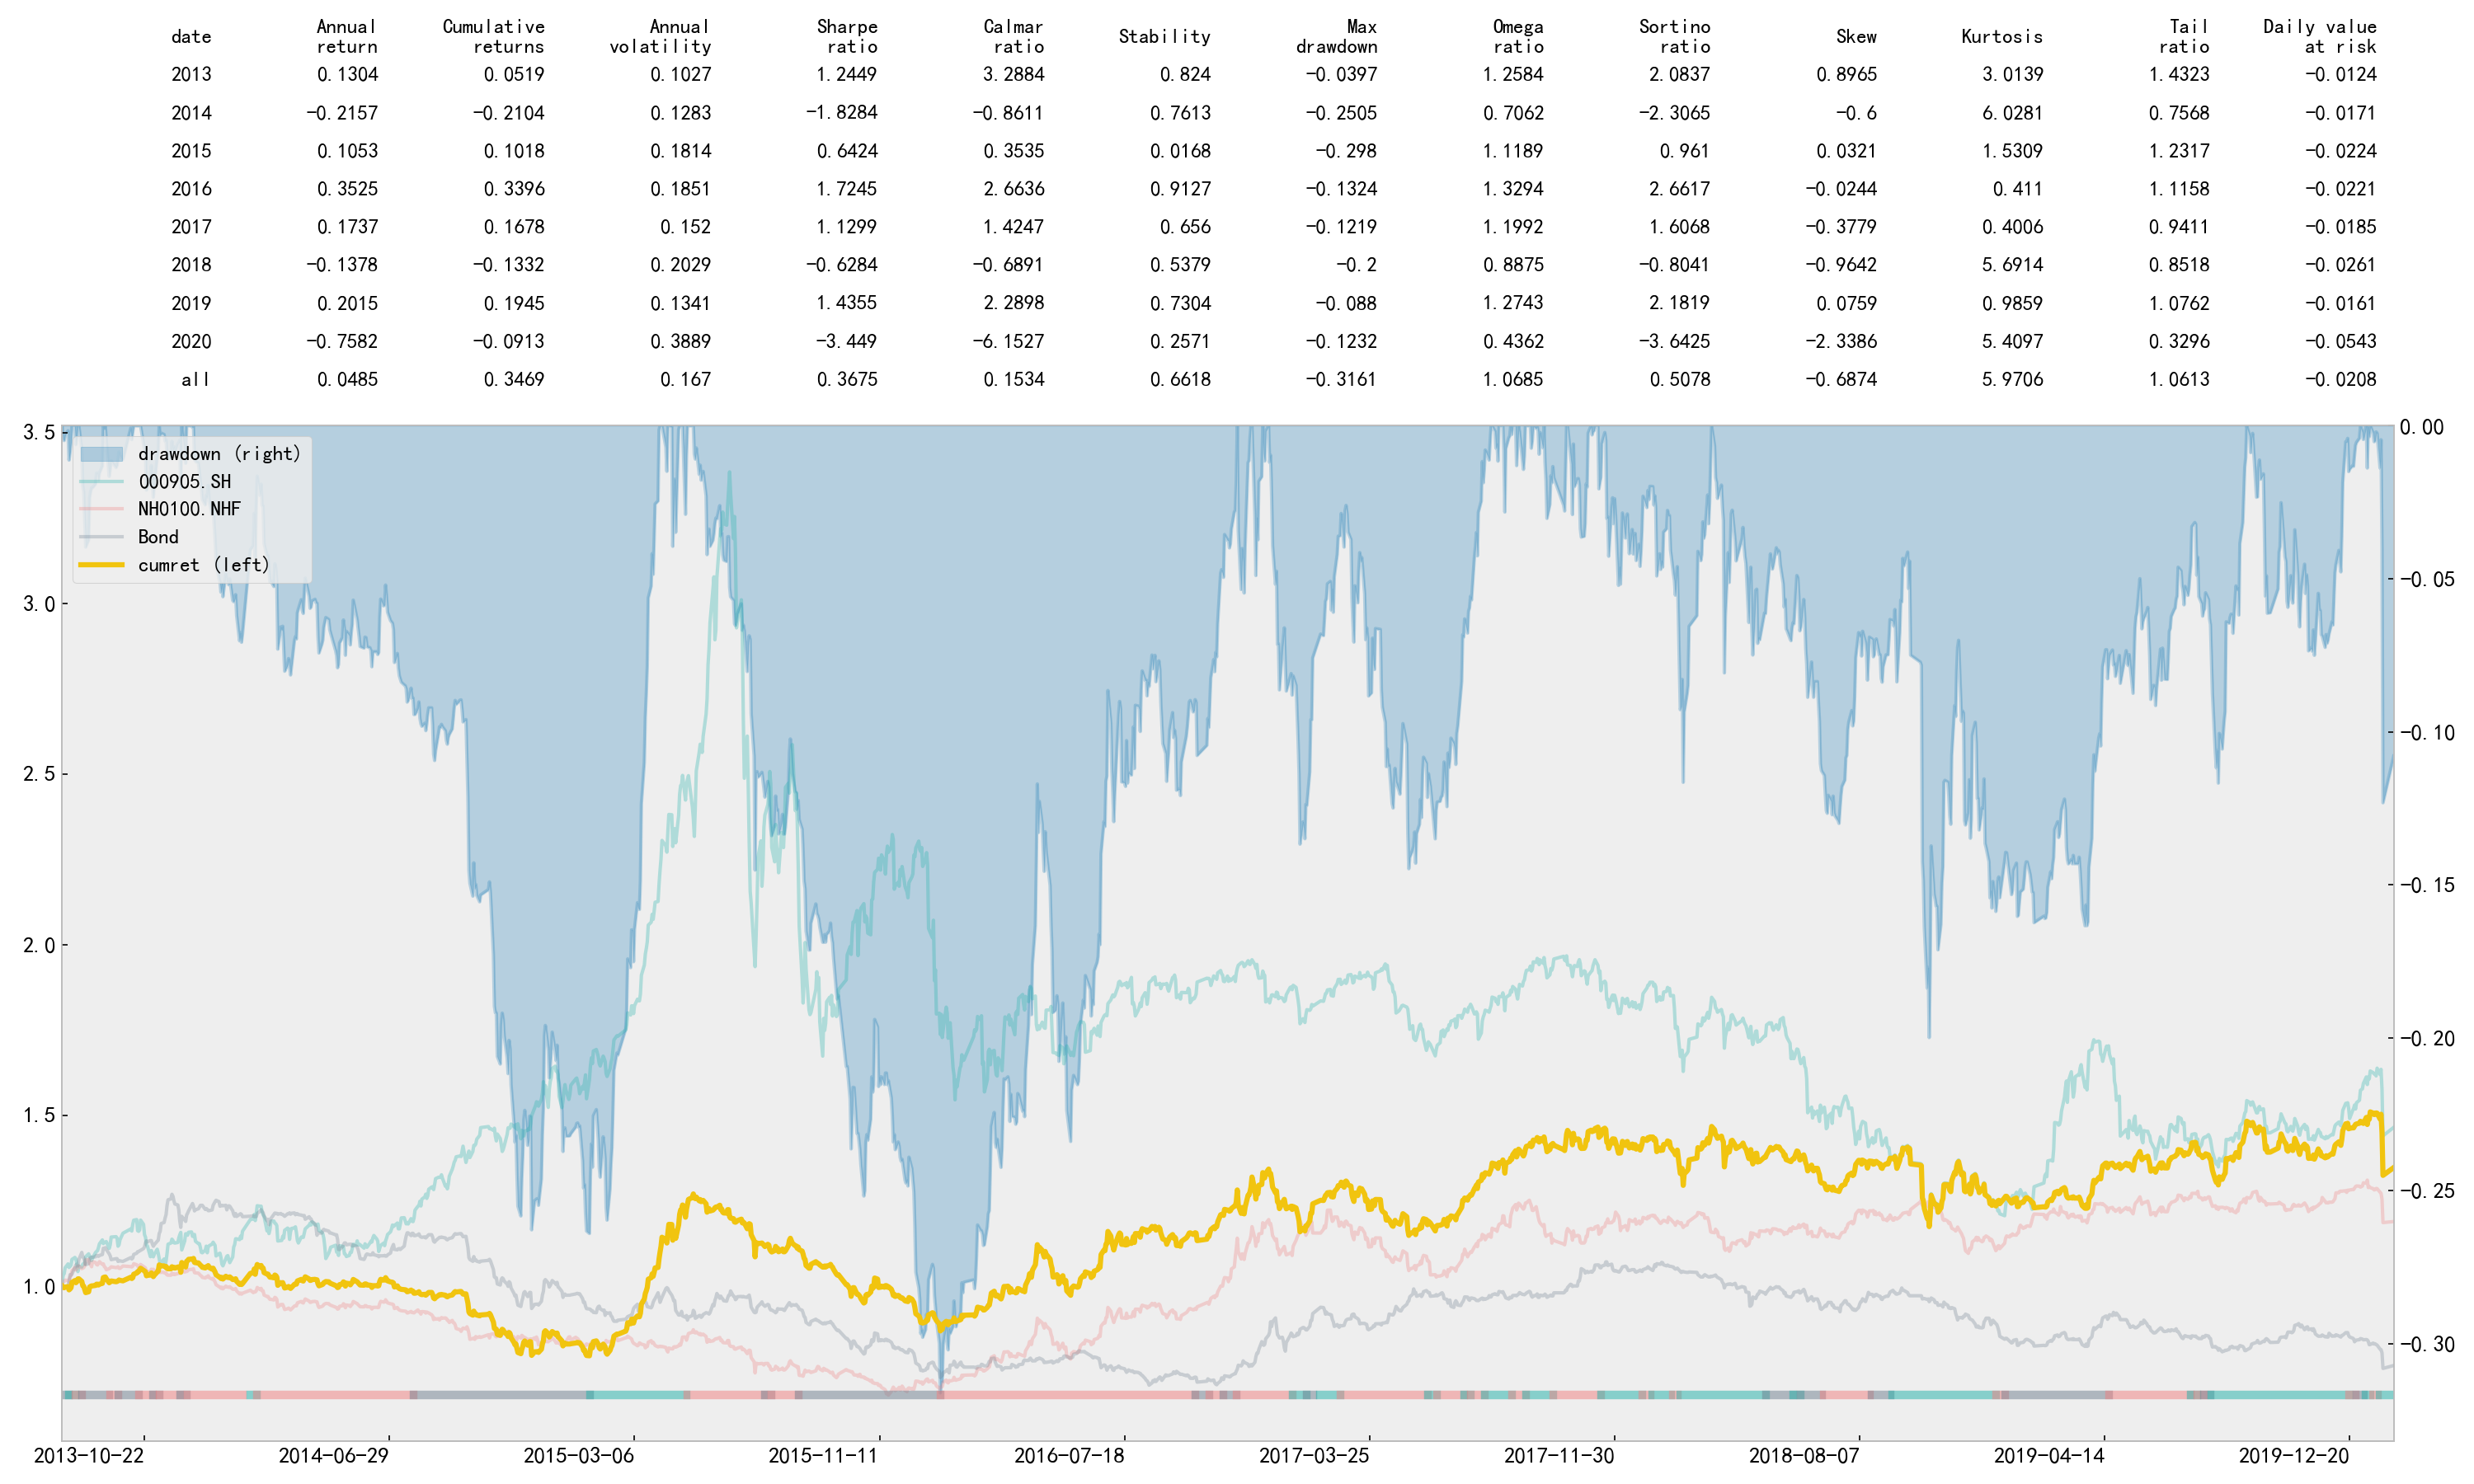 date Annual return Cumulative returns Annual volatility Sharpe ratio Calmar ratio Stability Max drawdown Omega ratio Sortino ratio Skew Kurtosis Tail ratio Daily value at risk
2013 0.1304 0.0519 0.1027 1.2449 3.2884 0.824 -0.0397 1.2584 2.0837 0.8965 3.0139 1.4323 -0.0124
2014 -0.2157 -0.2104 0.1283 -1.8284 -0.8611 0.7613 -0.2505 0.7062 -2.3065 -0.6 6.0281 0.7568 -0.0171
2015 0.1053 0.1018 0.1814 0.6424 0.3535 0.0168 -0.298 1.1189 0.961 0.0321 1.5309 1.2317 -0.0224
2016 0.3525 0.3396 0.1851 1.7245 2.6636 0.9127 -0.1324 1.3294 2.6617 -0.0244 0.411 1.1158 -0.0221
2017 0.1737 0.1678 0.152 1.1299 1.4247 0.656 -0.1219 1.1992 1.6068 -0.3779 0.4006 0.9411 -0.0185
2018 -0.1378 -0.1332 0.2029 -0.6284 -0.6891 0.5379 -0.2 0.8875 -0.8041 -0.9642 5.6914 0.8518 -0.0261
2019 0.2015 0.1945 0.1341 1.4355 2.2898 0.7304 -0.088 1.2743 2.1819 0.0759 0.9859 1.0762 -0.0161
2020 -0.7582 -0.0913 0.3889 -3.449 -6.1527 0.2571 -0.1232 0.4362 -3.6425 -2.3386 5.4097 0.3296 -0.0543
all 0.0485 0.3469 0.167 0.3675 0.1534 0.6618 -0.3161 1.0685 0.5078 -0.6874 5.9706 1.0613 -0.0208
3.5
3.0
2.5
2.0
1.5
1.0
drawdown (right)
000905.SH
NH0100.NHF
Bond
cumret (left)
0.00
-0.05
-0.10
-0.15
-0.20
-0.25
-0.30
2013-10-22 2014-06-29 2015-03-06 2015-11-11 2016-07-18 2017-03-25 2017-11-30 2018-08-07 2019-04-14 2019-12-20